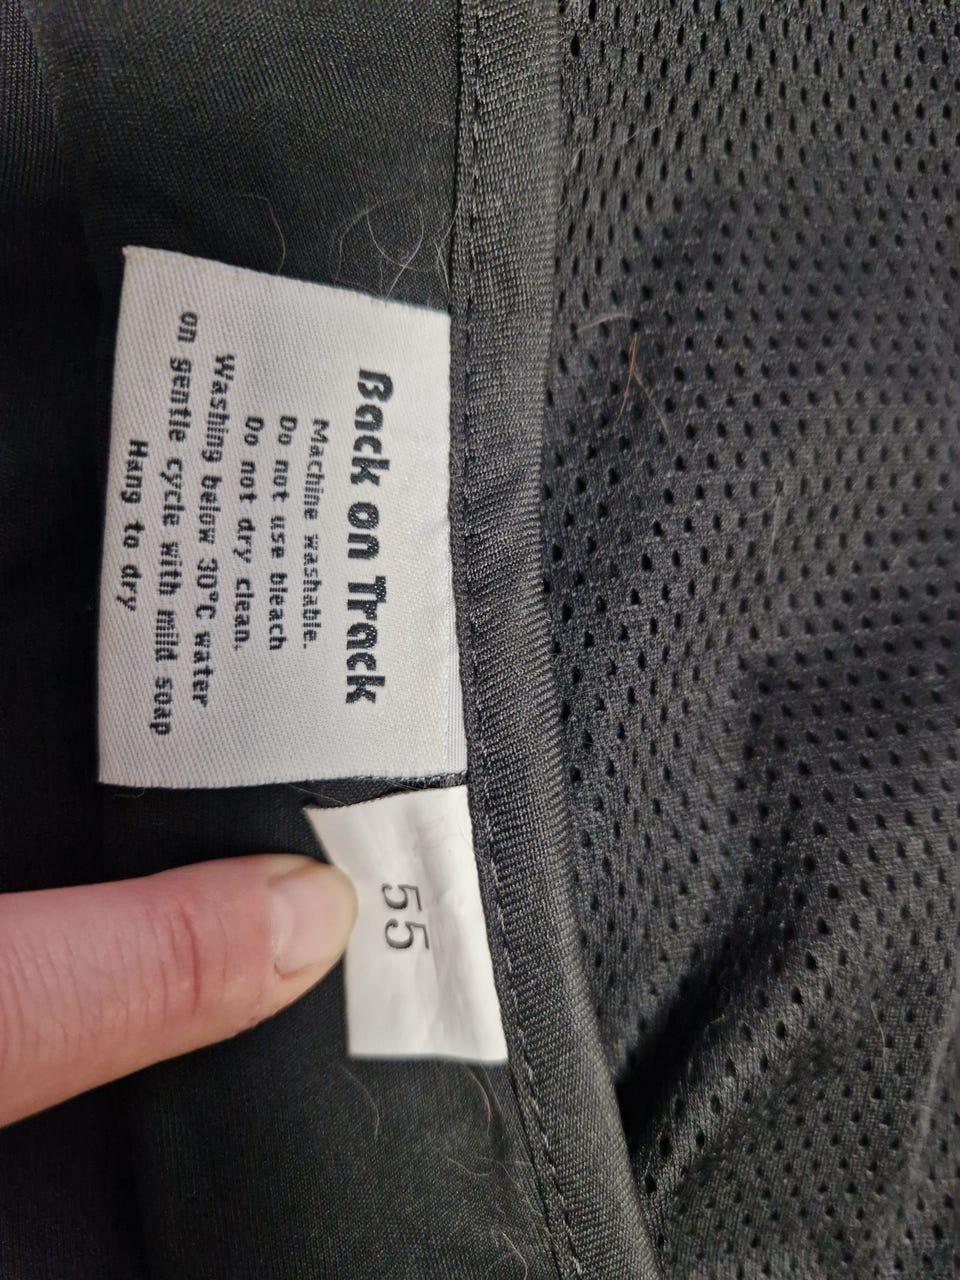 Back on Track
Machine washable.
Do not use bleach
Do not dry clean.
Washing below 30°C water
on gentle cycle with mild soap
Hang to dry
55